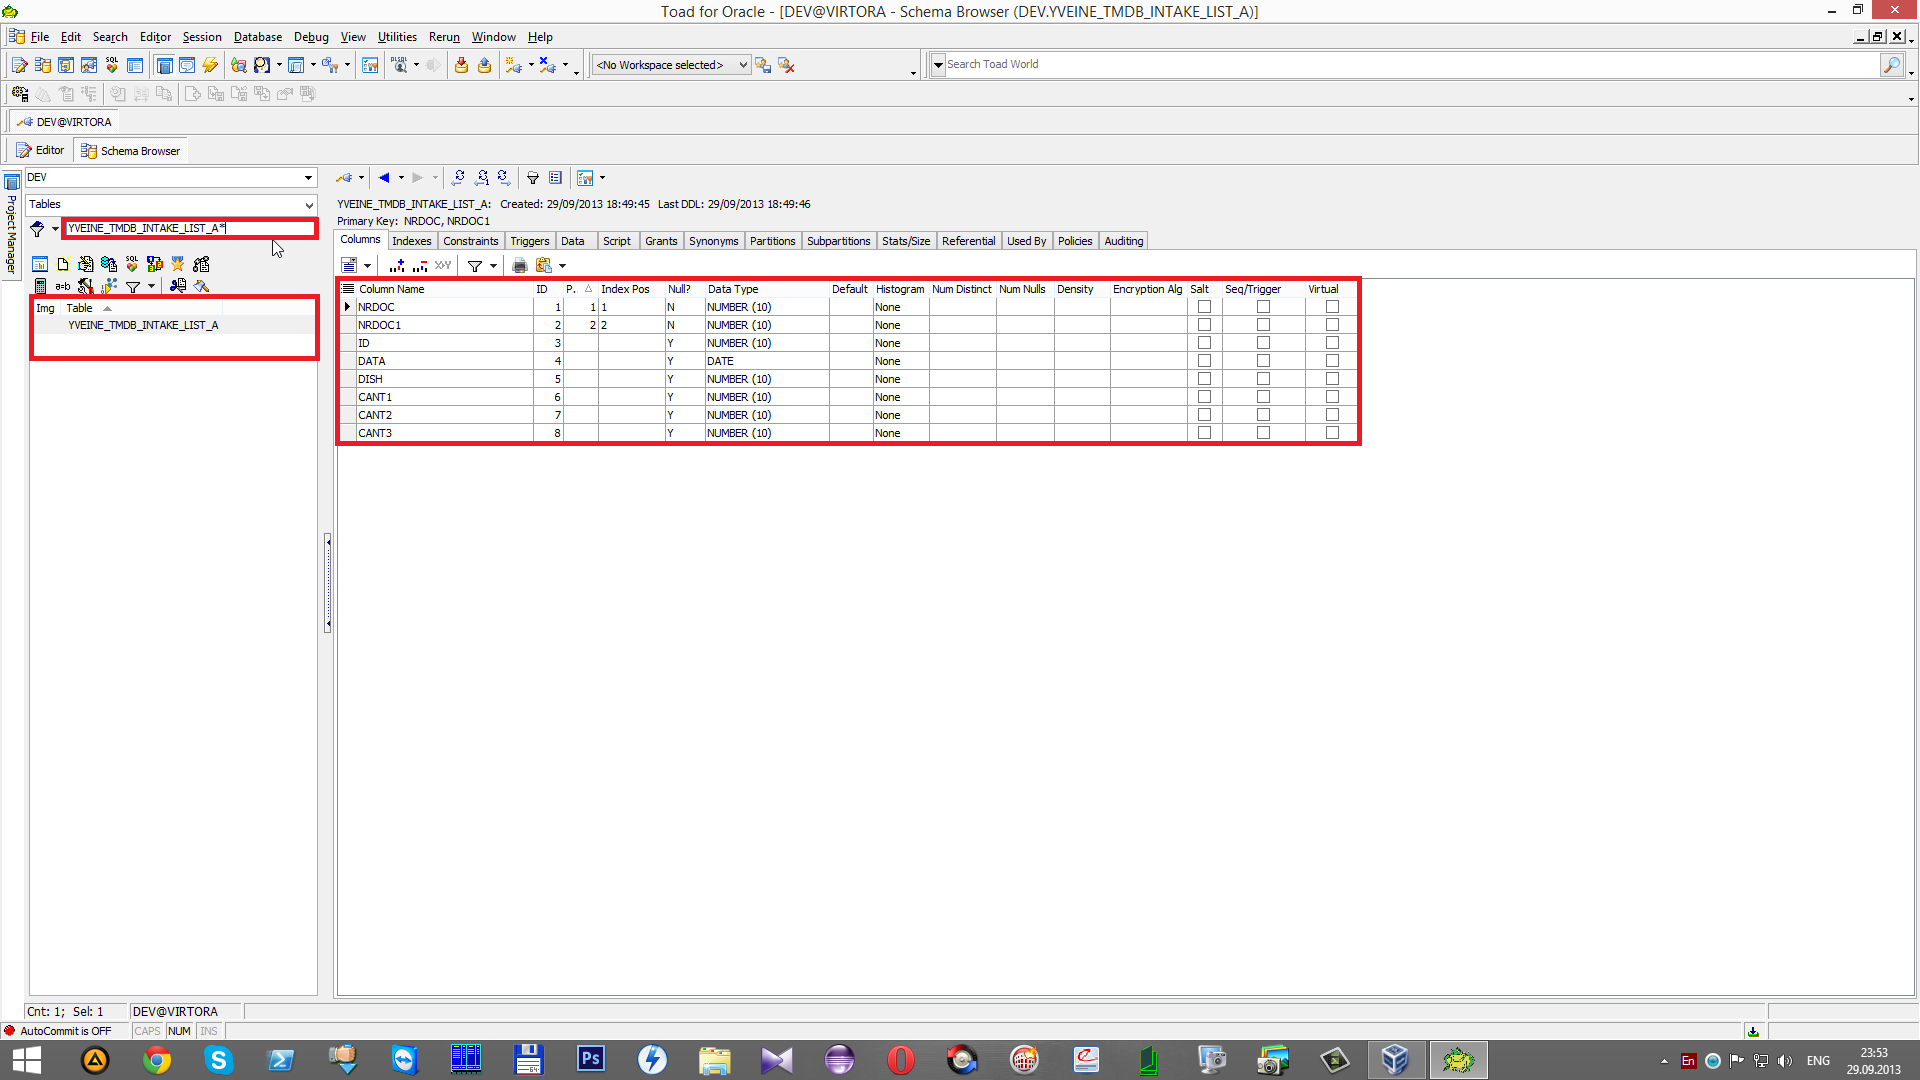 Toad for Oracle - [DEV@VIRTORA - Schema Browser (DEV.YVEINE_TMDB_INTAKE_LIST_A)]
File Edit Search Editor Session Database Debug View Utilities Rerun Window Help
<No Workspace selected> Search Toad World
DEV@VIRTORA
Editor Schema Browser
Project Manager
DEV
Tables
YVEINE_TMDB_INTAKE_LIST_A*
Img Table
YVEINE_TMDB_INTAKE_LIST_A
YVEINE_TMDB_INTAKE_LIST_A: Created: 29/09/2013 18:49:45 Last DDL: 29/09/2013 18:49:46
Primary Key: NRDOC, NRDOC1
Columns Indexes Constraints Triggers Data Script Grants Synonyms Partitions Subpartitions Stats/Size Referential Used By Policies Auditing
Column Name ID P.. Index Pos Null? Data Type Default Histogram Num Distinct Num Nulls Density Encryption Alg Salt Seq/Trigger Virtual
NRDOC 1 1 1 N NUMBER (10) None
NRDOC1 2 2 2 N NUMBER (10) None
ID 3 Y NUMBER (10) None
DATA 4 Y DATE None
DISH 5 Y NUMBER (10) None
CANT1 6 Y NUMBER (10) None
CANT2 7 Y NUMBER (10) None
CANT3 8 Y NUMBER (10) None
Cnt: 1; Sel: 1 DEV@VIRTORA
AutoCommit is OFF CAPS NUM INS
Ps
En ENG 23:53
29.09.2013